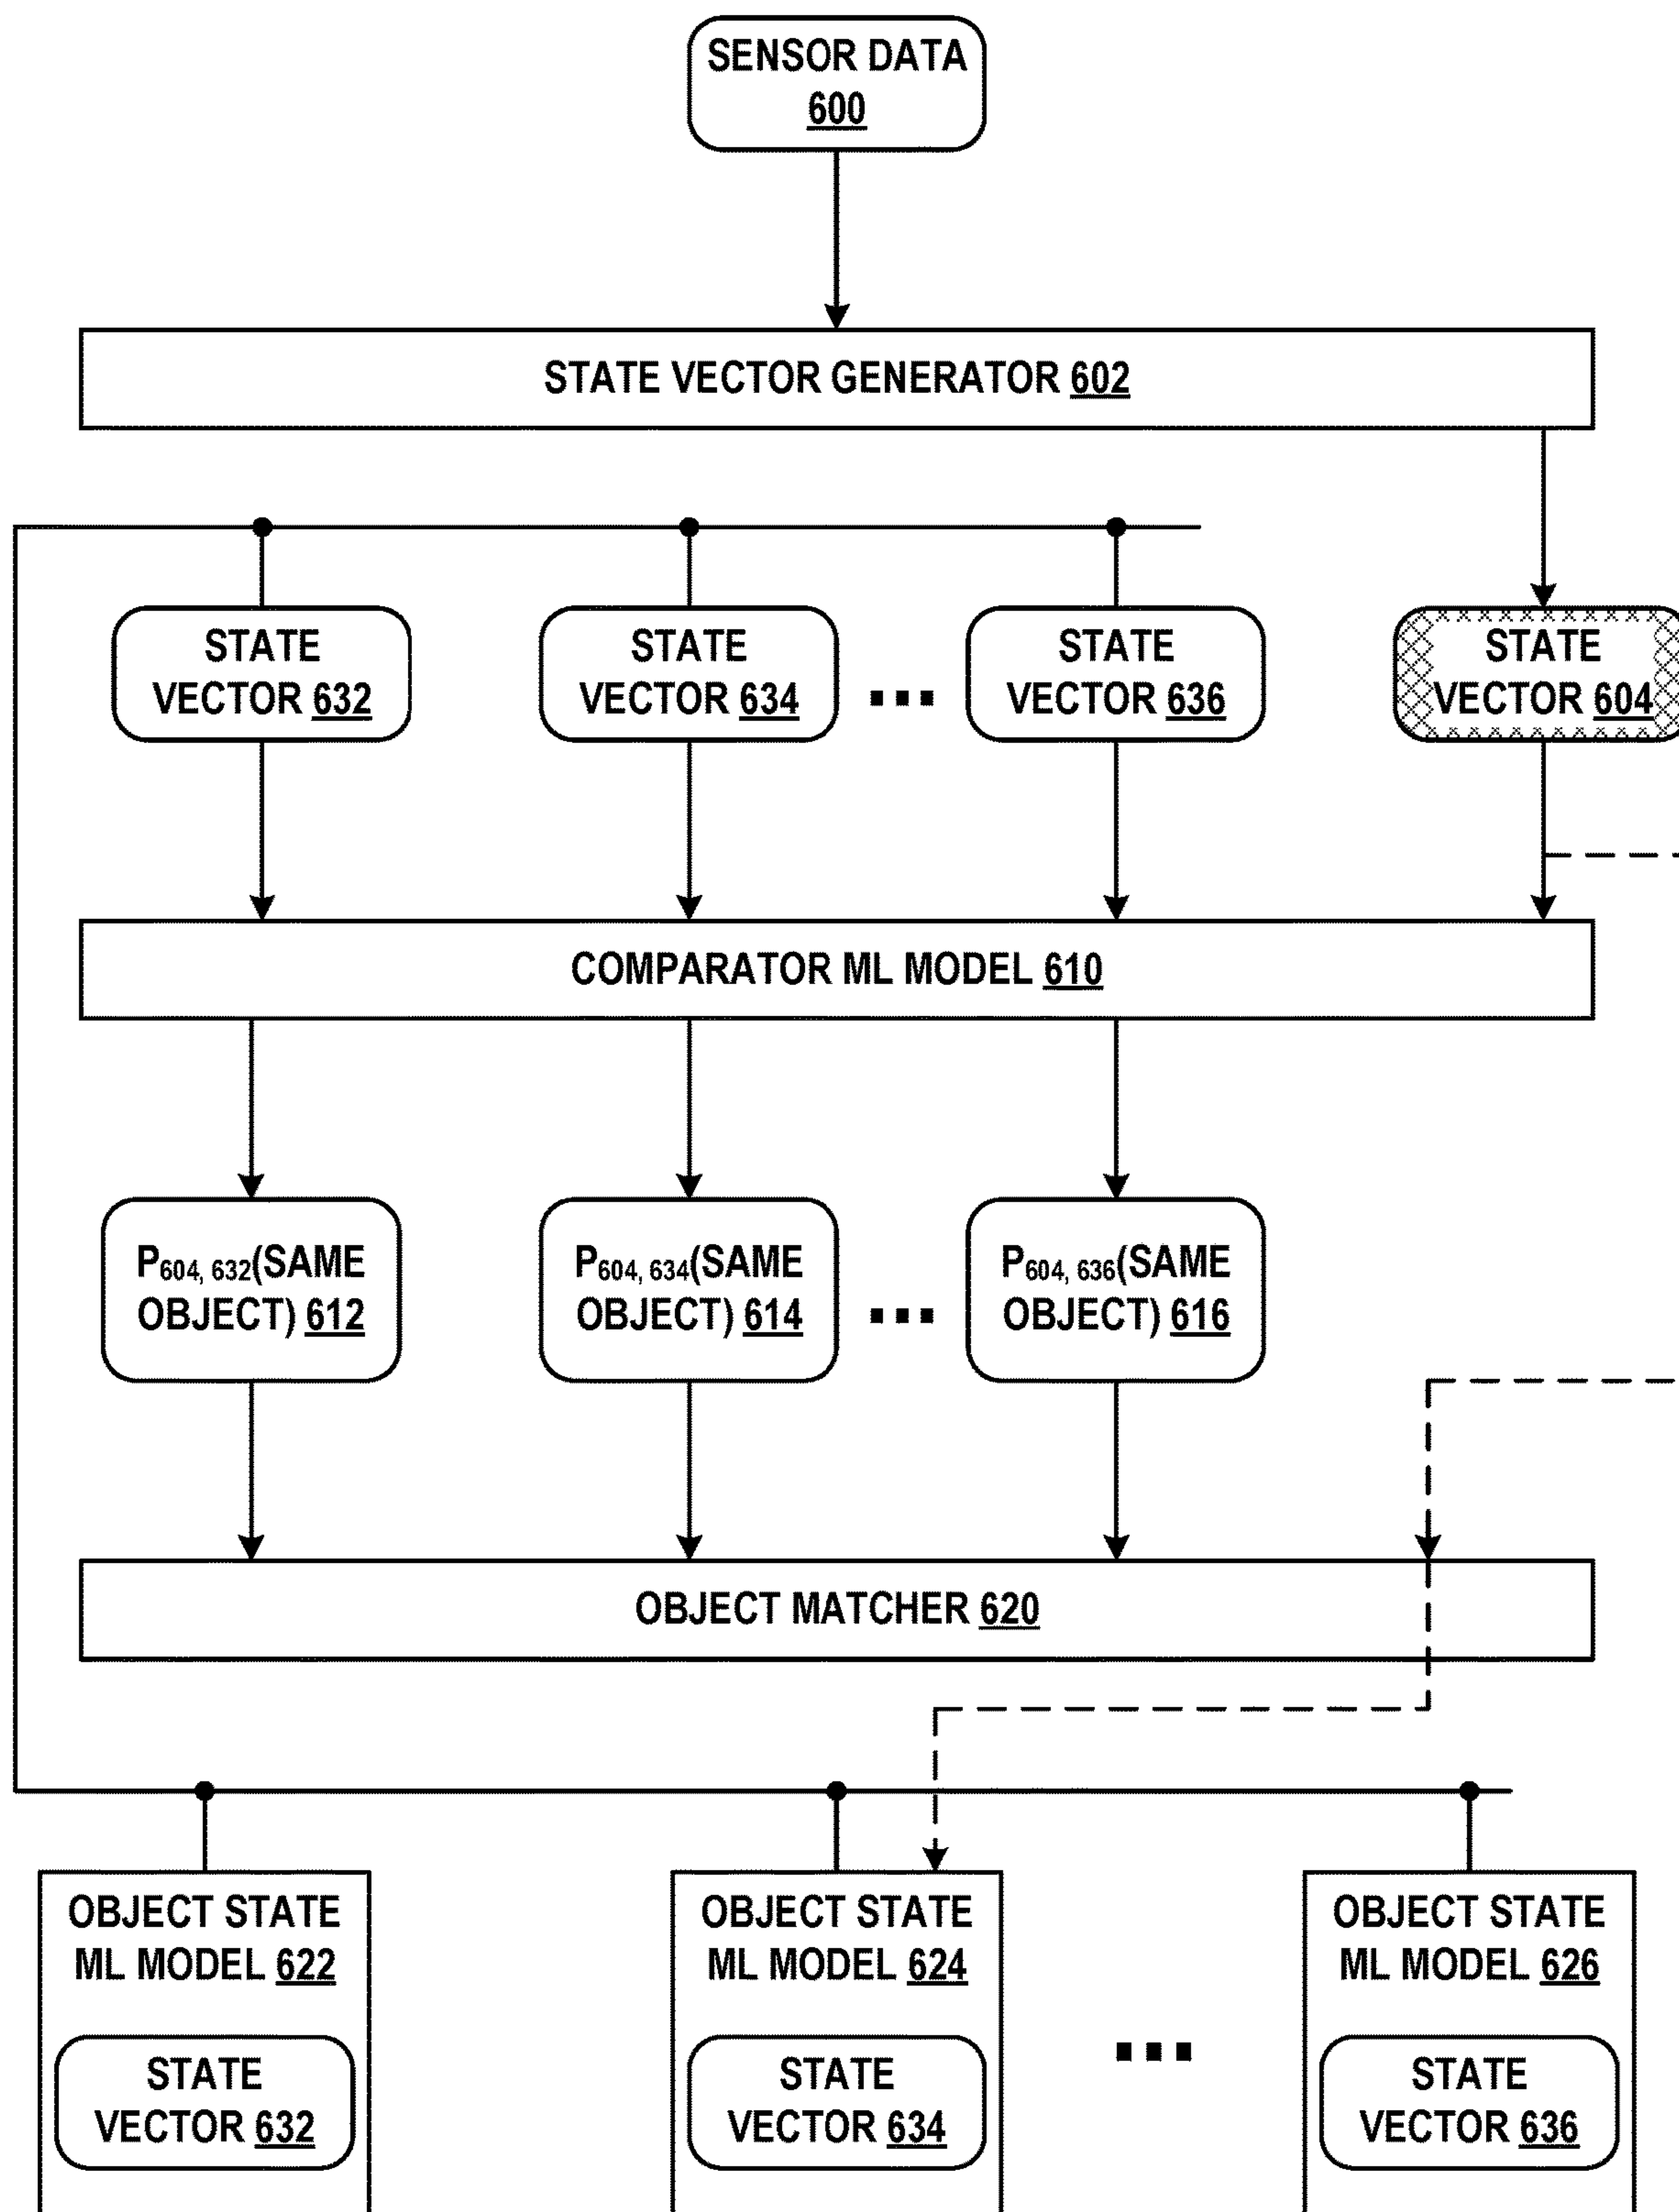 SENSOR DATA
600
STATE VECTOR GENERATOR 602
STATE
VECTOR 632
STATE
VECTOR 634
STATE
VECTOR 636
STATE
VECTOR 604
COMPARATOR ML MODEL 610
P604, 632(SAME
OBJECT) 612
P604, 634(SAME
OBJECT) 614
P604, 636(SAME
OBJECT) 616
OBJECT MATCHER 620
OBJECT STATE
ML MODEL 622
STATE
VECTOR 632
OBJECT STATE
ML MODEL 624
STATE
VECTOR 634
OBJECT STATE
ML MODEL 626
STATE
VECTOR 636